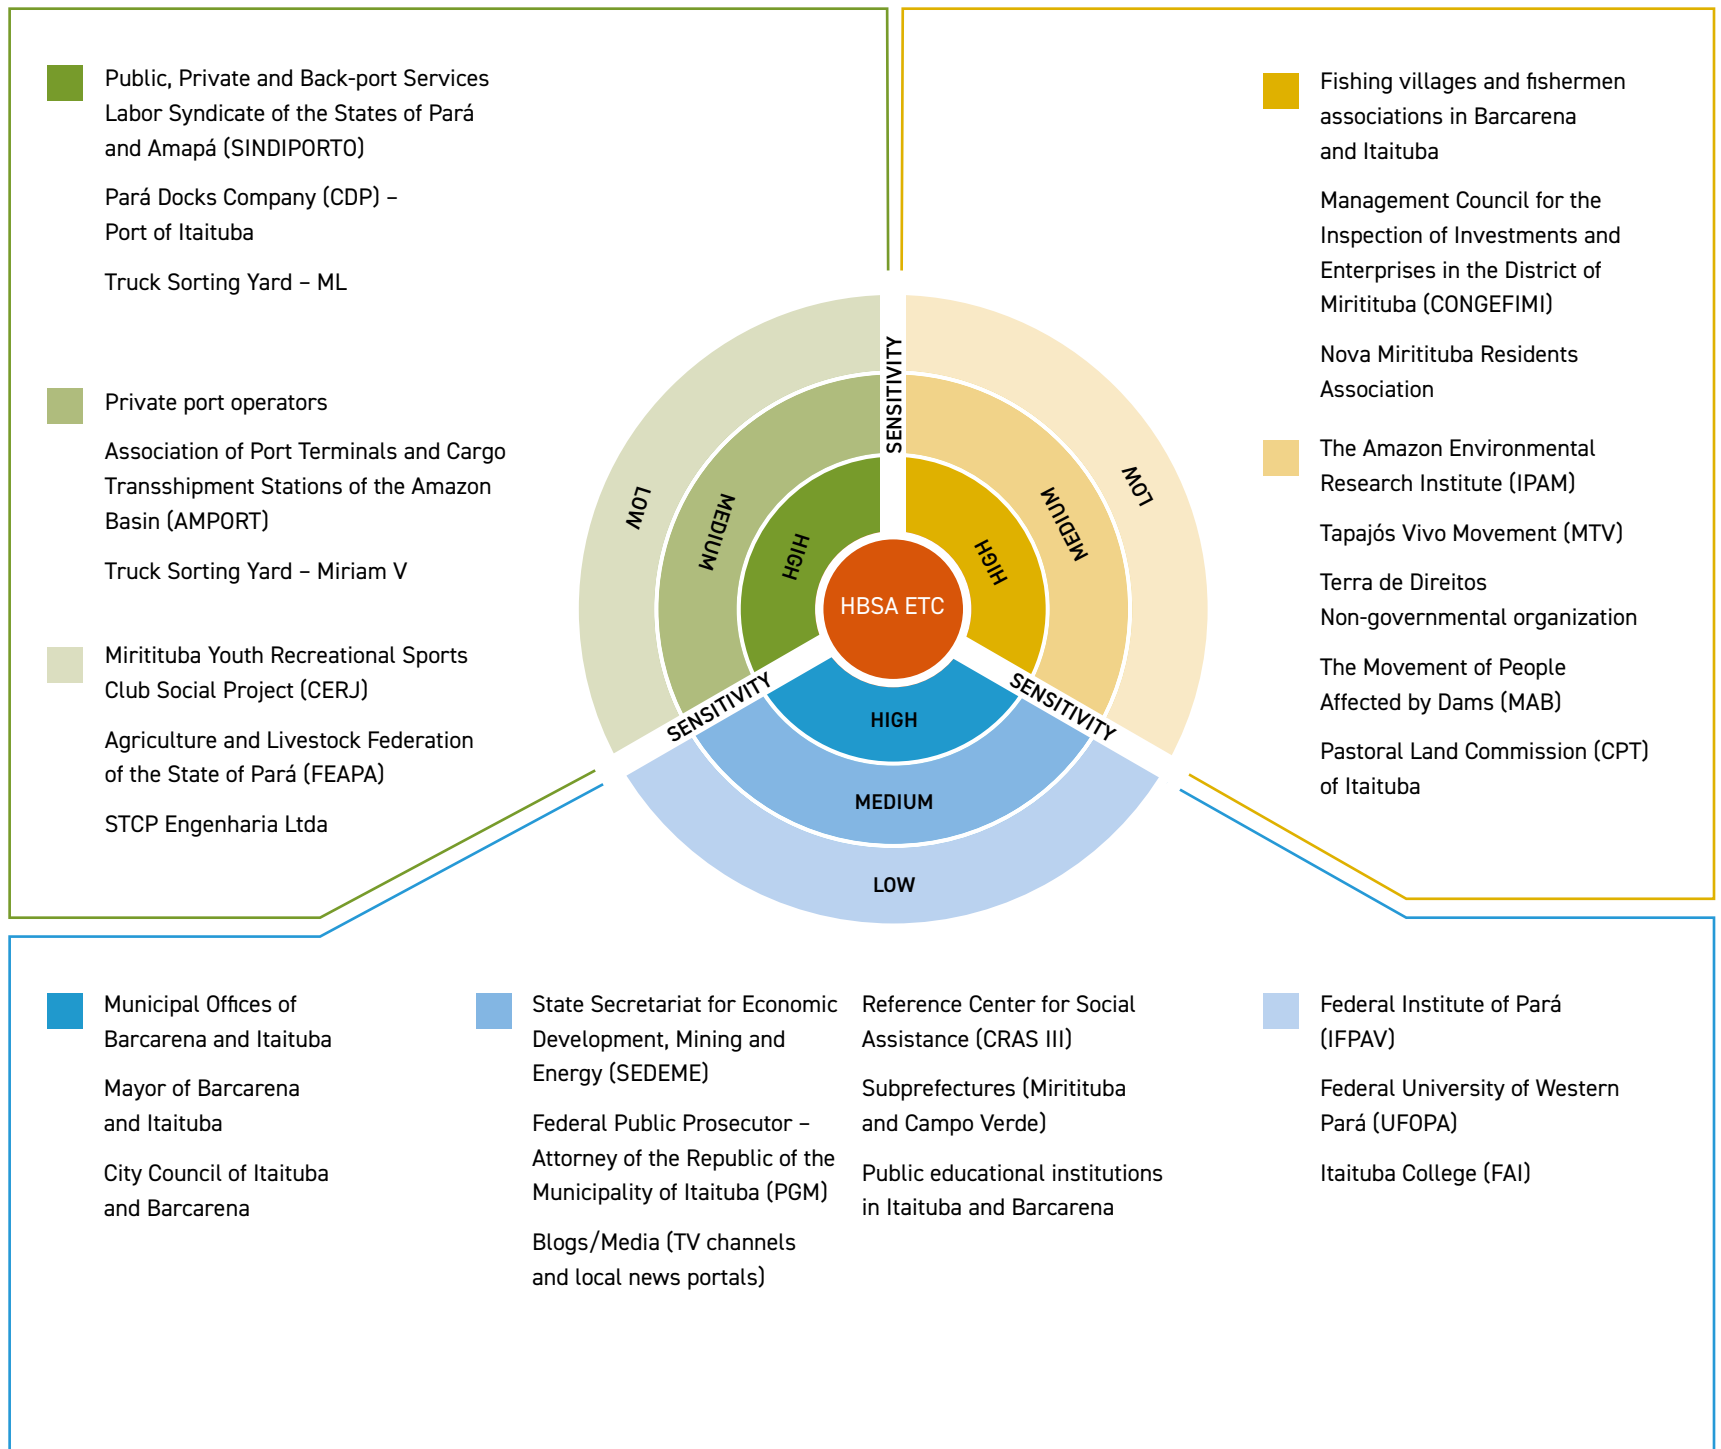 Public, Private and Back-port Services
Labor Syndicate of the States of Pará
and Amapá (SINDIPORTO)
Pará Docks Company (CDP) –
Port of Itaituba
Truck Sorting Yard – ML
Private port operators
Association of Port Terminals and Cargo
Transshipment Stations of the Amazon
Basin (AMPORT)
Truck Sorting Yard – Miriam V
Miritituba Youth Recreational Sports
Club Social Project (CERJ)
Agriculture and Livestock Federation
of the State of Pará (FEAPA)
STCP Engenharia Ltda
Fishing villages and fishermen
associations in Barcarena
and Itaituba
Management Council for the
Inspection of Investments and
Enterprises in the District of
Miritituba (CONGEFIMI)
Nova Miritituba Residents
Association
The Amazon Environmental
Research Institute (IPAM)
Tapajós Vivo Movement (MTV)
Terra de Direitos
Non-governmental organization
The Movement of People
Affected by Dams (MAB)
Pastoral Land Commission (CPT)
of Itaituba
SENSITIVITY
LOW
MEDIUM
HIGH
HIGH
MEDIUM
LOW
HBSA ETC
SENSITIVITY
SENSITIVITY
HIGH
MEDIUM
LOW
Municipal Offices of
Barcarena and Itaituba
Mayor of Barcarena
and Itaituba
City Council of Itaituba
and Barcarena
State Secretariat for Economic
Development, Mining and
Energy (SEDEME)
Federal Public Prosecutor –
Attorney of the Republic of the
Municipality of Itaituba (PGM)
Blogs/Media (TV channels
and local news portals)
Reference Center for Social
Assistance (CRAS III)
Subprefectures (Miritituba
and Campo Verde)
Public educational institutions
in Itaituba and Barcarena
Federal Institute of Pará
(IFPAV)
Federal University of Western
Pará (UFOPA)
Itaituba College (FAI)